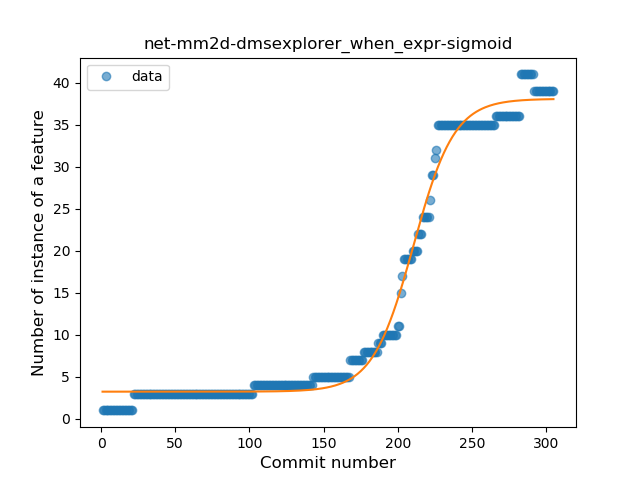 net-mm2d-dmsexplorer_when_expr-sigmoid
data
Number of instance of a feature
40
35
30
25
20
15
10
5
0
0 50 100 150 200 250 300
Commit number